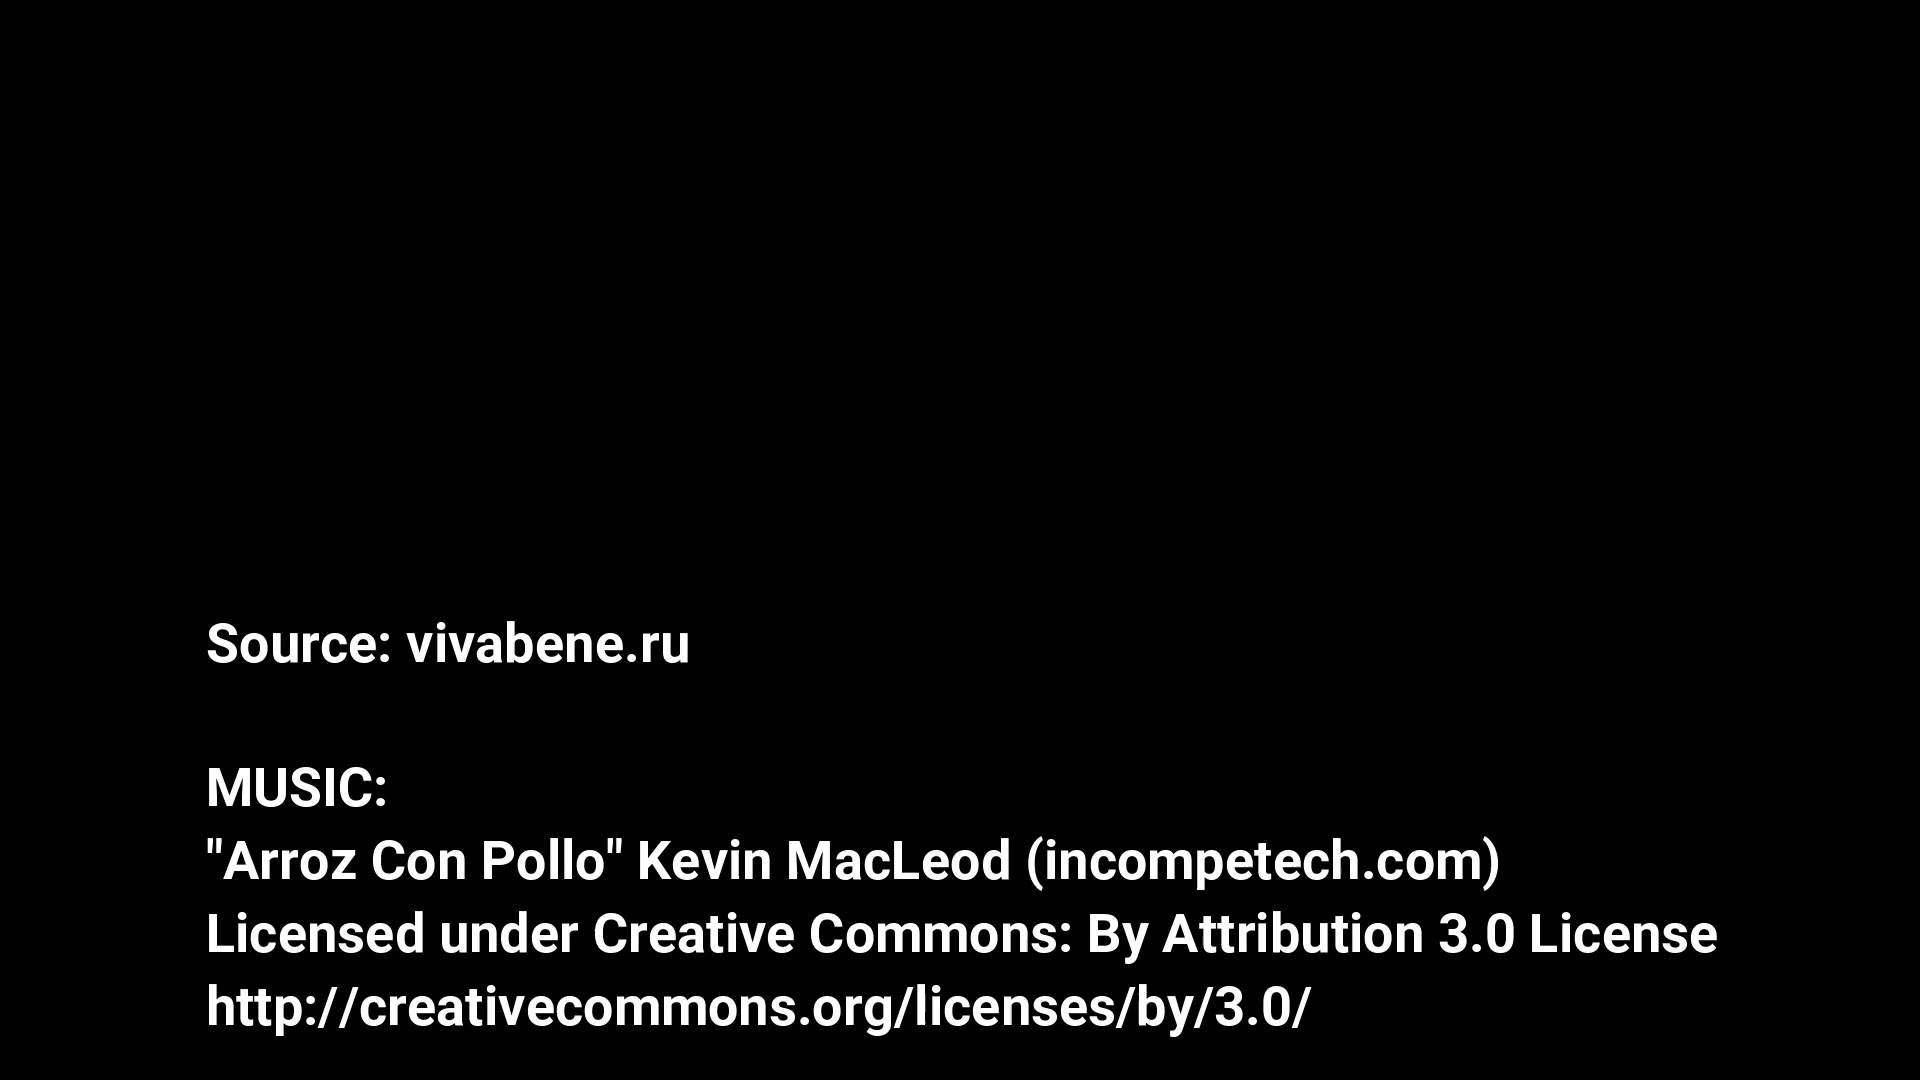 Source: vivabene.ru
MUSIC:
"Arroz Con Pollo" Kevin MacLeod (incompetech.com)
Licensed under Creative Commons: By Attribution 3.0 License
http://creativecommons.org/licenses/by/3.0/